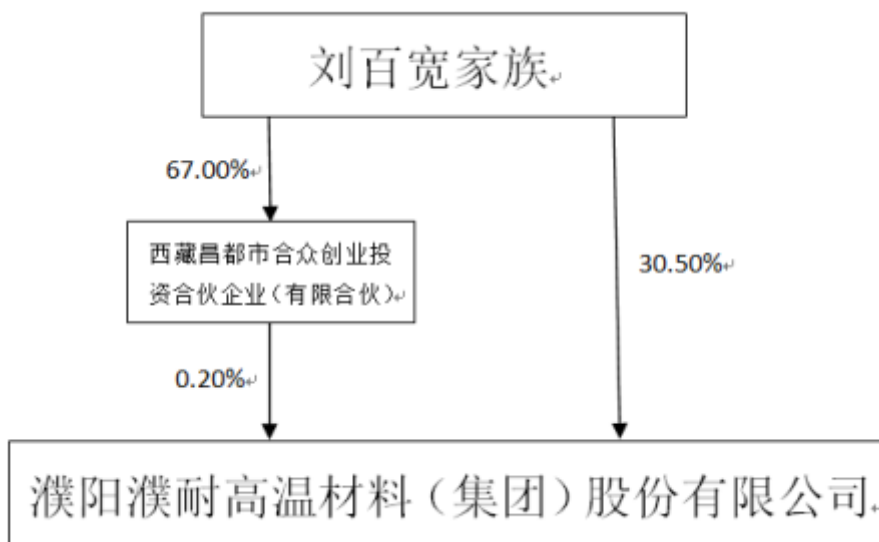 刘百宽家族
67.00%
西藏昌都市合众创业投
资合伙企业（有限合伙）
30.50%
0.20%
濮阳濮耐高温材料（集团）股份有限公司